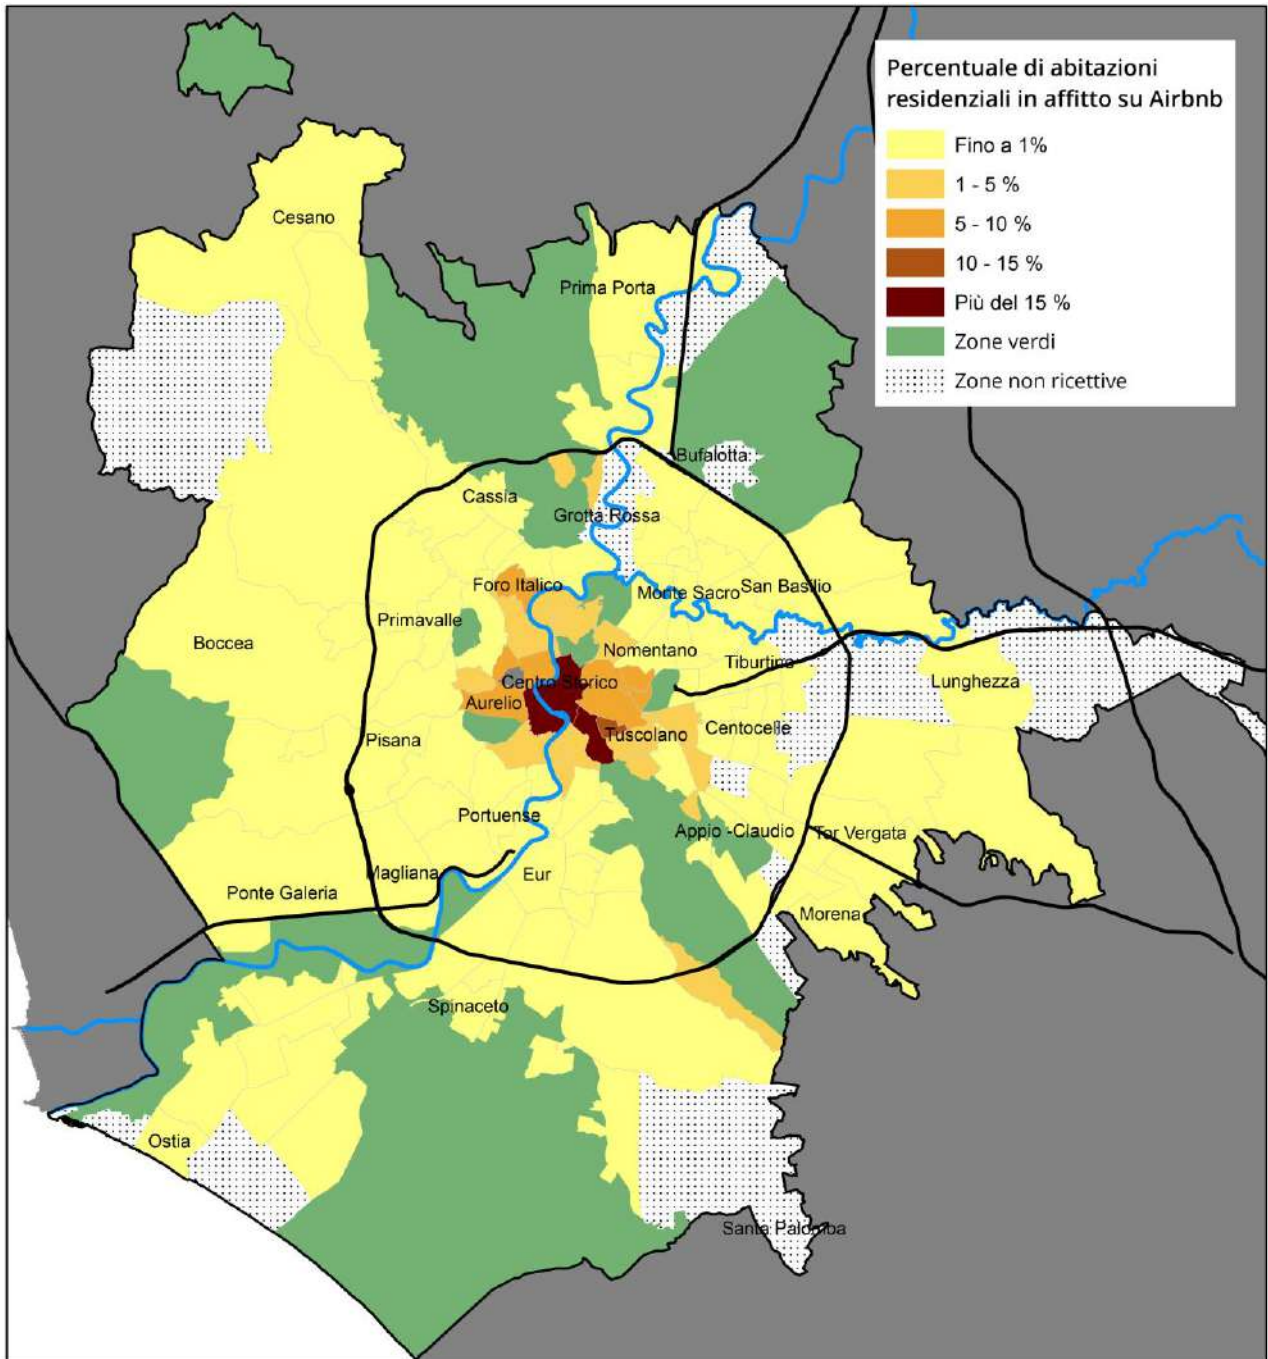 Percentuale di abitazioni
residenziali in affitto su Airbnb
Fino a 1%
1 - 5 %
5 - 10 %
10 - 15 %
Più del 15 %
Zone verdi
Zone non ricettive
Cesano
Prima Porta
Bufalotta
Cassia
Grotta Rossa
Foro Italico
Monte Sacro
San Basilio
Primavalle
Boccea
Nomentano
Tiburtino
Centro Storico
Lunghezza
Aurelio
Pisana
Tuscolano
Centocelle
Portuense
Appio -Claudio
Tor Vergata
Magliana
Eur
Ponte Galeria
Morena
Spinaceto
Ostia
Santa Palomba